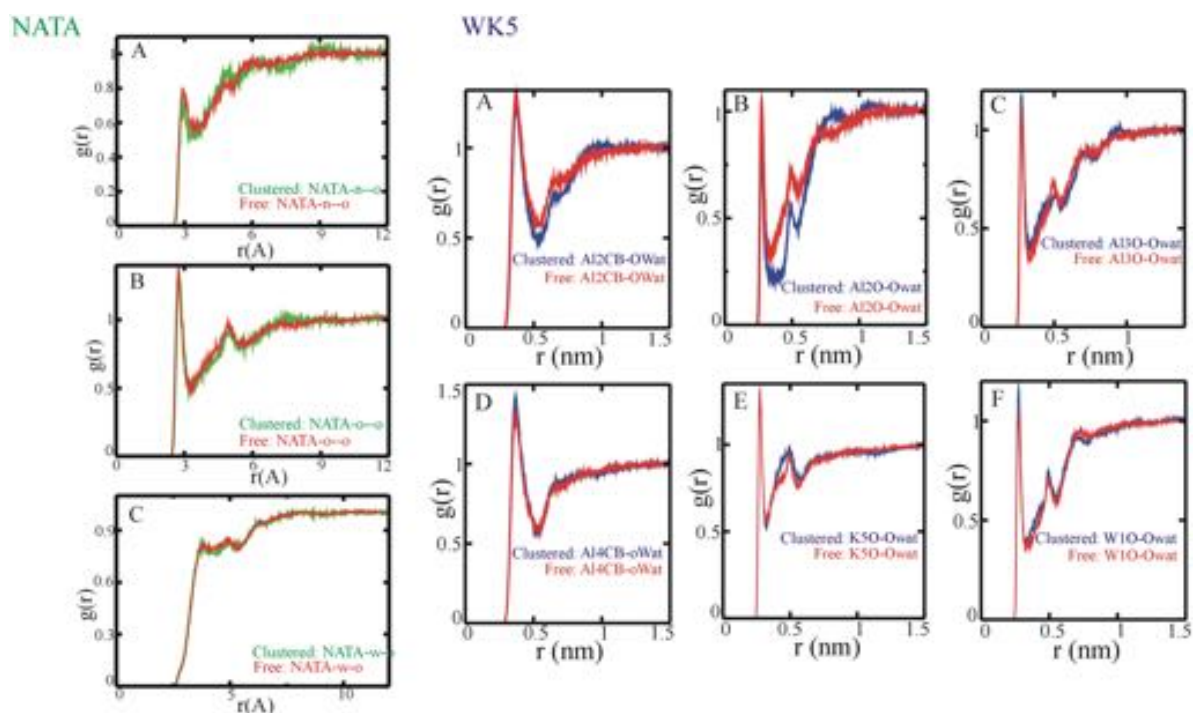 NATA
WK5
A
1
0.8
0.6
0.4
0.2
g(r)
Clustered: NATA-n--o
Free: NATA-n--o
0 3 6 9 12
r(A)
B
1
0.5
0
g(r)
Clustered: NATA-o--o
Free: NATA-o--o
0 3 6 9 12
r(A)
C
0.9
0.6
0.3
g(r)
Clustered: NATA-w-o
Free: NATA-w-o
0 5 10
r(A)
A
1
0.5
0
g(r)
Clustered: Al2CB-OWat
Free: Al2CB-OWat
0 0.5 1 1.5
r (nm)
B
1
0.5
0
g(r)
Clustered: Al2O-Owat
Free: Al2O-Owat
0 0.5 1 1.5
r (nm)
C
1
0.5
0
g(r)
Clustered: Al3O-Owat
Free: Al3O-Owat
0 0.5 1
r (nm)
D
1.5
1
0.5
0
g(r)
Clustered: Al4CB-oWat
Free: Al4CB-oWat
0 0.5 1 1.5
r (nm)
E
1
0.5
0
g(r)
Clustered: K5O-Owat
Free: K5O-Owat
0 0.5 1 1.5
r (nm)
F
1
0.5
0
g(r)
Clustered: W1O-Owat
Free: W1O-Owat
0 0.5 1 1.5
r (nm)